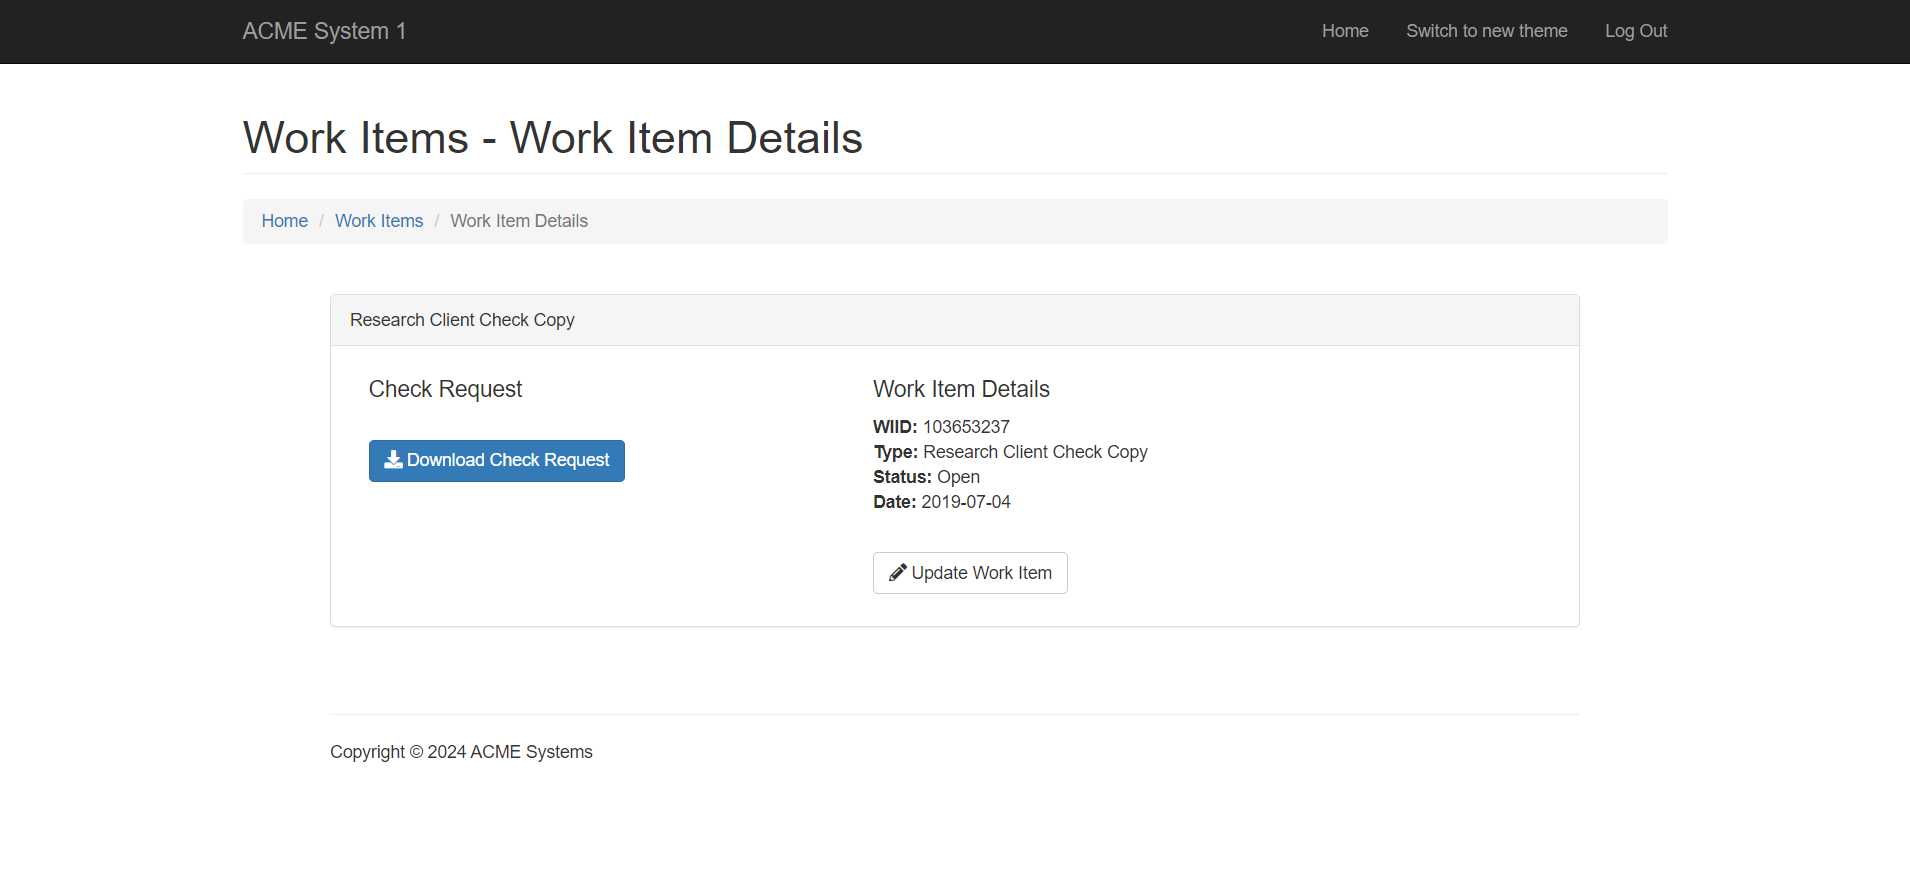 ACME System 1
Home
Switch to new theme
Log Out
Work Items - Work Item Details
Home / Work Items / Work Item Details
Research Client Check Copy
Check Request
Download Check Request
Work Item Details
WIID: 103653237
Type: Research Client Check Copy
Status: Open
Date: 2019-07-04
Update Work Item
Copyright © 2024 ACME Systems